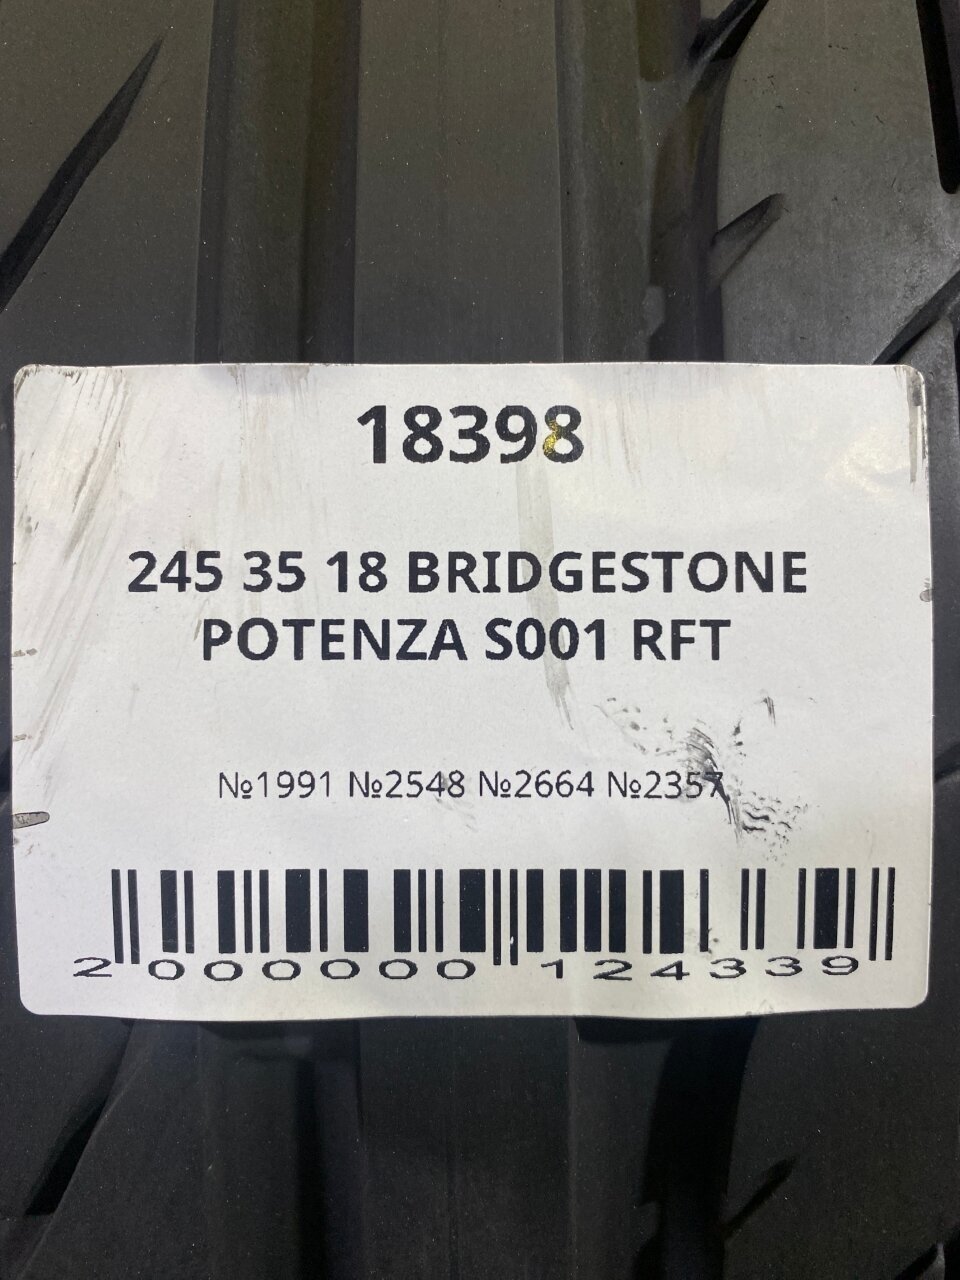 18398
245 35 18 BRIDGESTONE
POTENZA S001 RFT
№1991 №2548 №2664 №2357
2 000000 124339